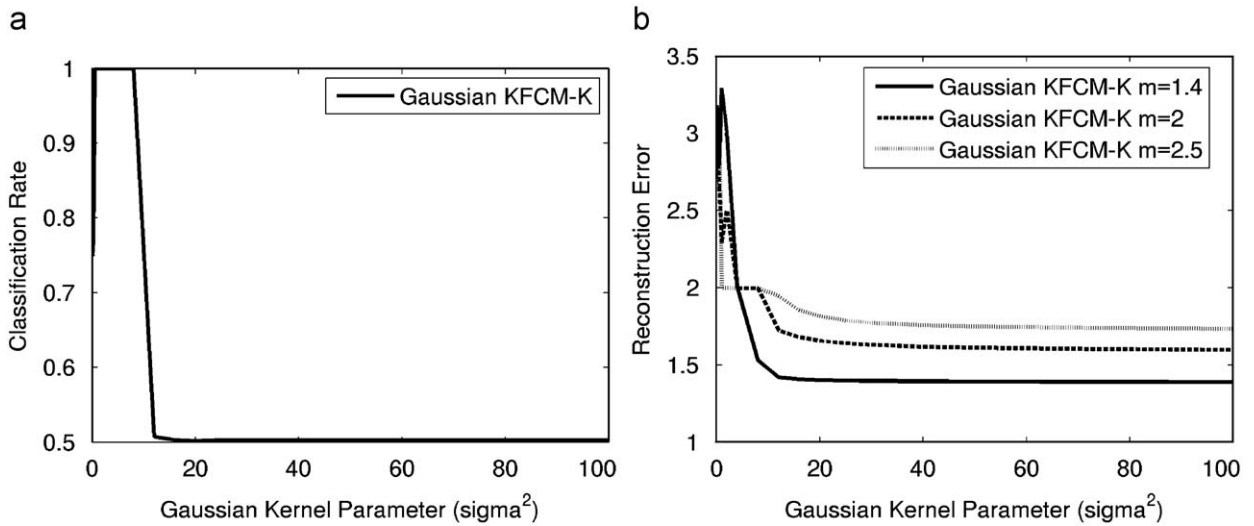 a
1
0.9
0.8
0.7
0.6
0.5
Classification Rate
Gaussian KFCM-K
0 20 40 60 80 100
Gaussian Kernel Parameter (sigma²)
b
3.5
3
2.5
2
1.5
1
Reconstruction Error
Gaussian KFCM-K m=1.4
Gaussian KFCM-K m=2
Gaussian KFCM-K m=2.5
0 20 40 60 80 100
Gaussian Kernel Parameter (sigma²)